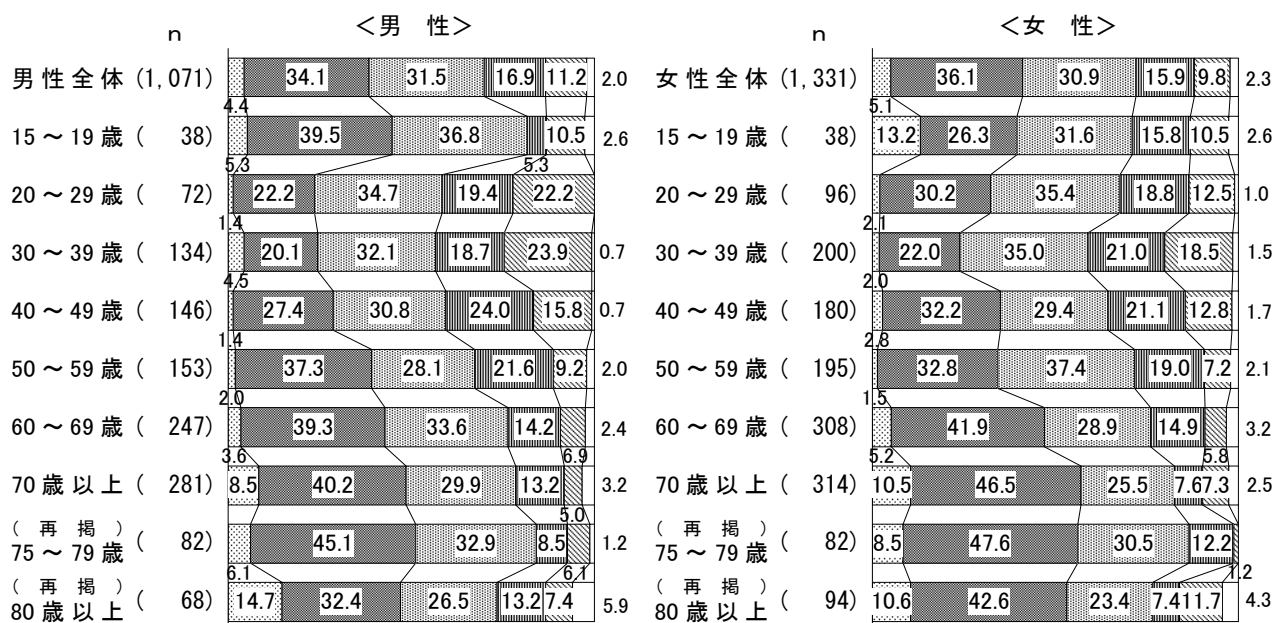 ＜男　性＞
ｎ
男性全体(1,071) 34.1 31.5 16.9 11.2 2.0
4.4
15～19歳(　38) 39.5 36.8 10.5 2.6
5.3 5.3
20～29歳(　72) 22.2 34.7 19.4 22.2
1.4
30～39歳(　134) 20.1 32.1 18.7 23.9 0.7
4.5
40～49歳(　146) 27.4 30.8 24.0 15.8 0.7
1.4
50～59歳(　153) 37.3 28.1 21.6 9.2 2.0
2.0
60～69歳(　247) 39.3 33.6 14.2 2.4
3.6 6.9
70歳以上(　281) 8.5 40.2 29.9 13.2 3.2
5.0
(再掲)
75～79歳(　82) 45.1 32.9 8.5 1.2
6.1 6.1
(再掲)
80歳以上(　68) 14.7 32.4 26.5 13.2 7.4 5.9
＜女　性＞
ｎ
女性全体(1,331) 36.1 30.9 15.9 9.8 2.3
5.1
15～19歳(　38) 13.2 26.3 31.6 15.8 10.5 2.6
20～29歳(　96) 30.2 35.4 18.8 12.5 1.0
2.1
30～39歳(　200) 22.0 35.0 21.0 18.5 1.5
2.0
40～49歳(　180) 32.2 29.4 21.1 12.8 1.7
2.8
50～59歳(　195) 32.8 37.4 19.0 7.2 2.1
1.5
60～69歳(　308) 41.9 28.9 14.9 3.2
5.2 5.8
70歳以上(　314) 10.5 46.5 25.5 7.6 7.3 2.5
(再掲)
75～79歳(　82) 8.5 47.6 30.5 12.2
1.2
(再掲)
80歳以上(　94) 10.6 42.6 23.4 7.4 11.7 4.3